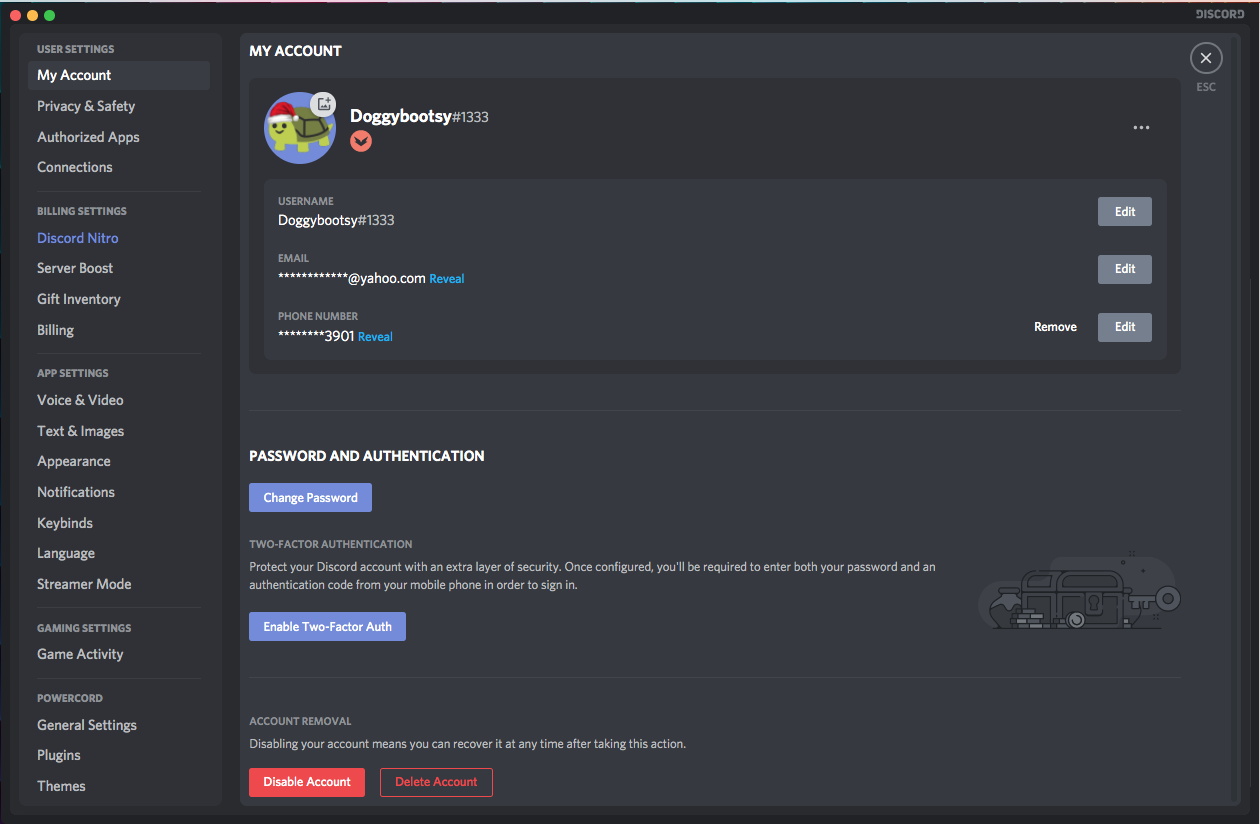 DISCORD
USER SETTINGS
My Account
Privacy & Safety
Authorized Apps
Connections
BILLING SETTINGS
Discord Nitro
Server Boost
Gift Inventory
Billing
APP SETTINGS
Voice & Video
Text & Images
Appearance
Notifications
Keybinds
Language
Streamer Mode
GAMING SETTINGS
Game Activity
POWERCORD
General Settings
Plugins
Themes
MY ACCOUNT
ESC
Doggybootsy#1333
USERNAME
Doggybootsy#1333
Edit
EMAIL
************@yahoo.com Reveal
Edit
PHONE NUMBER
********3901 Reveal
Remove
Edit
PASSWORD AND AUTHENTICATION
Change Password
TWO-FACTOR AUTHENTICATION
Protect your Discord account with an extra layer of security. Once configured, you'll be required to enter both your password and an
authentication code from your mobile phone in order to sign in.
Enable Two-Factor Auth
ACCOUNT REMOVAL
Disabling your account means you can recover it at any time after taking this action.
Disable Account
Delete Account